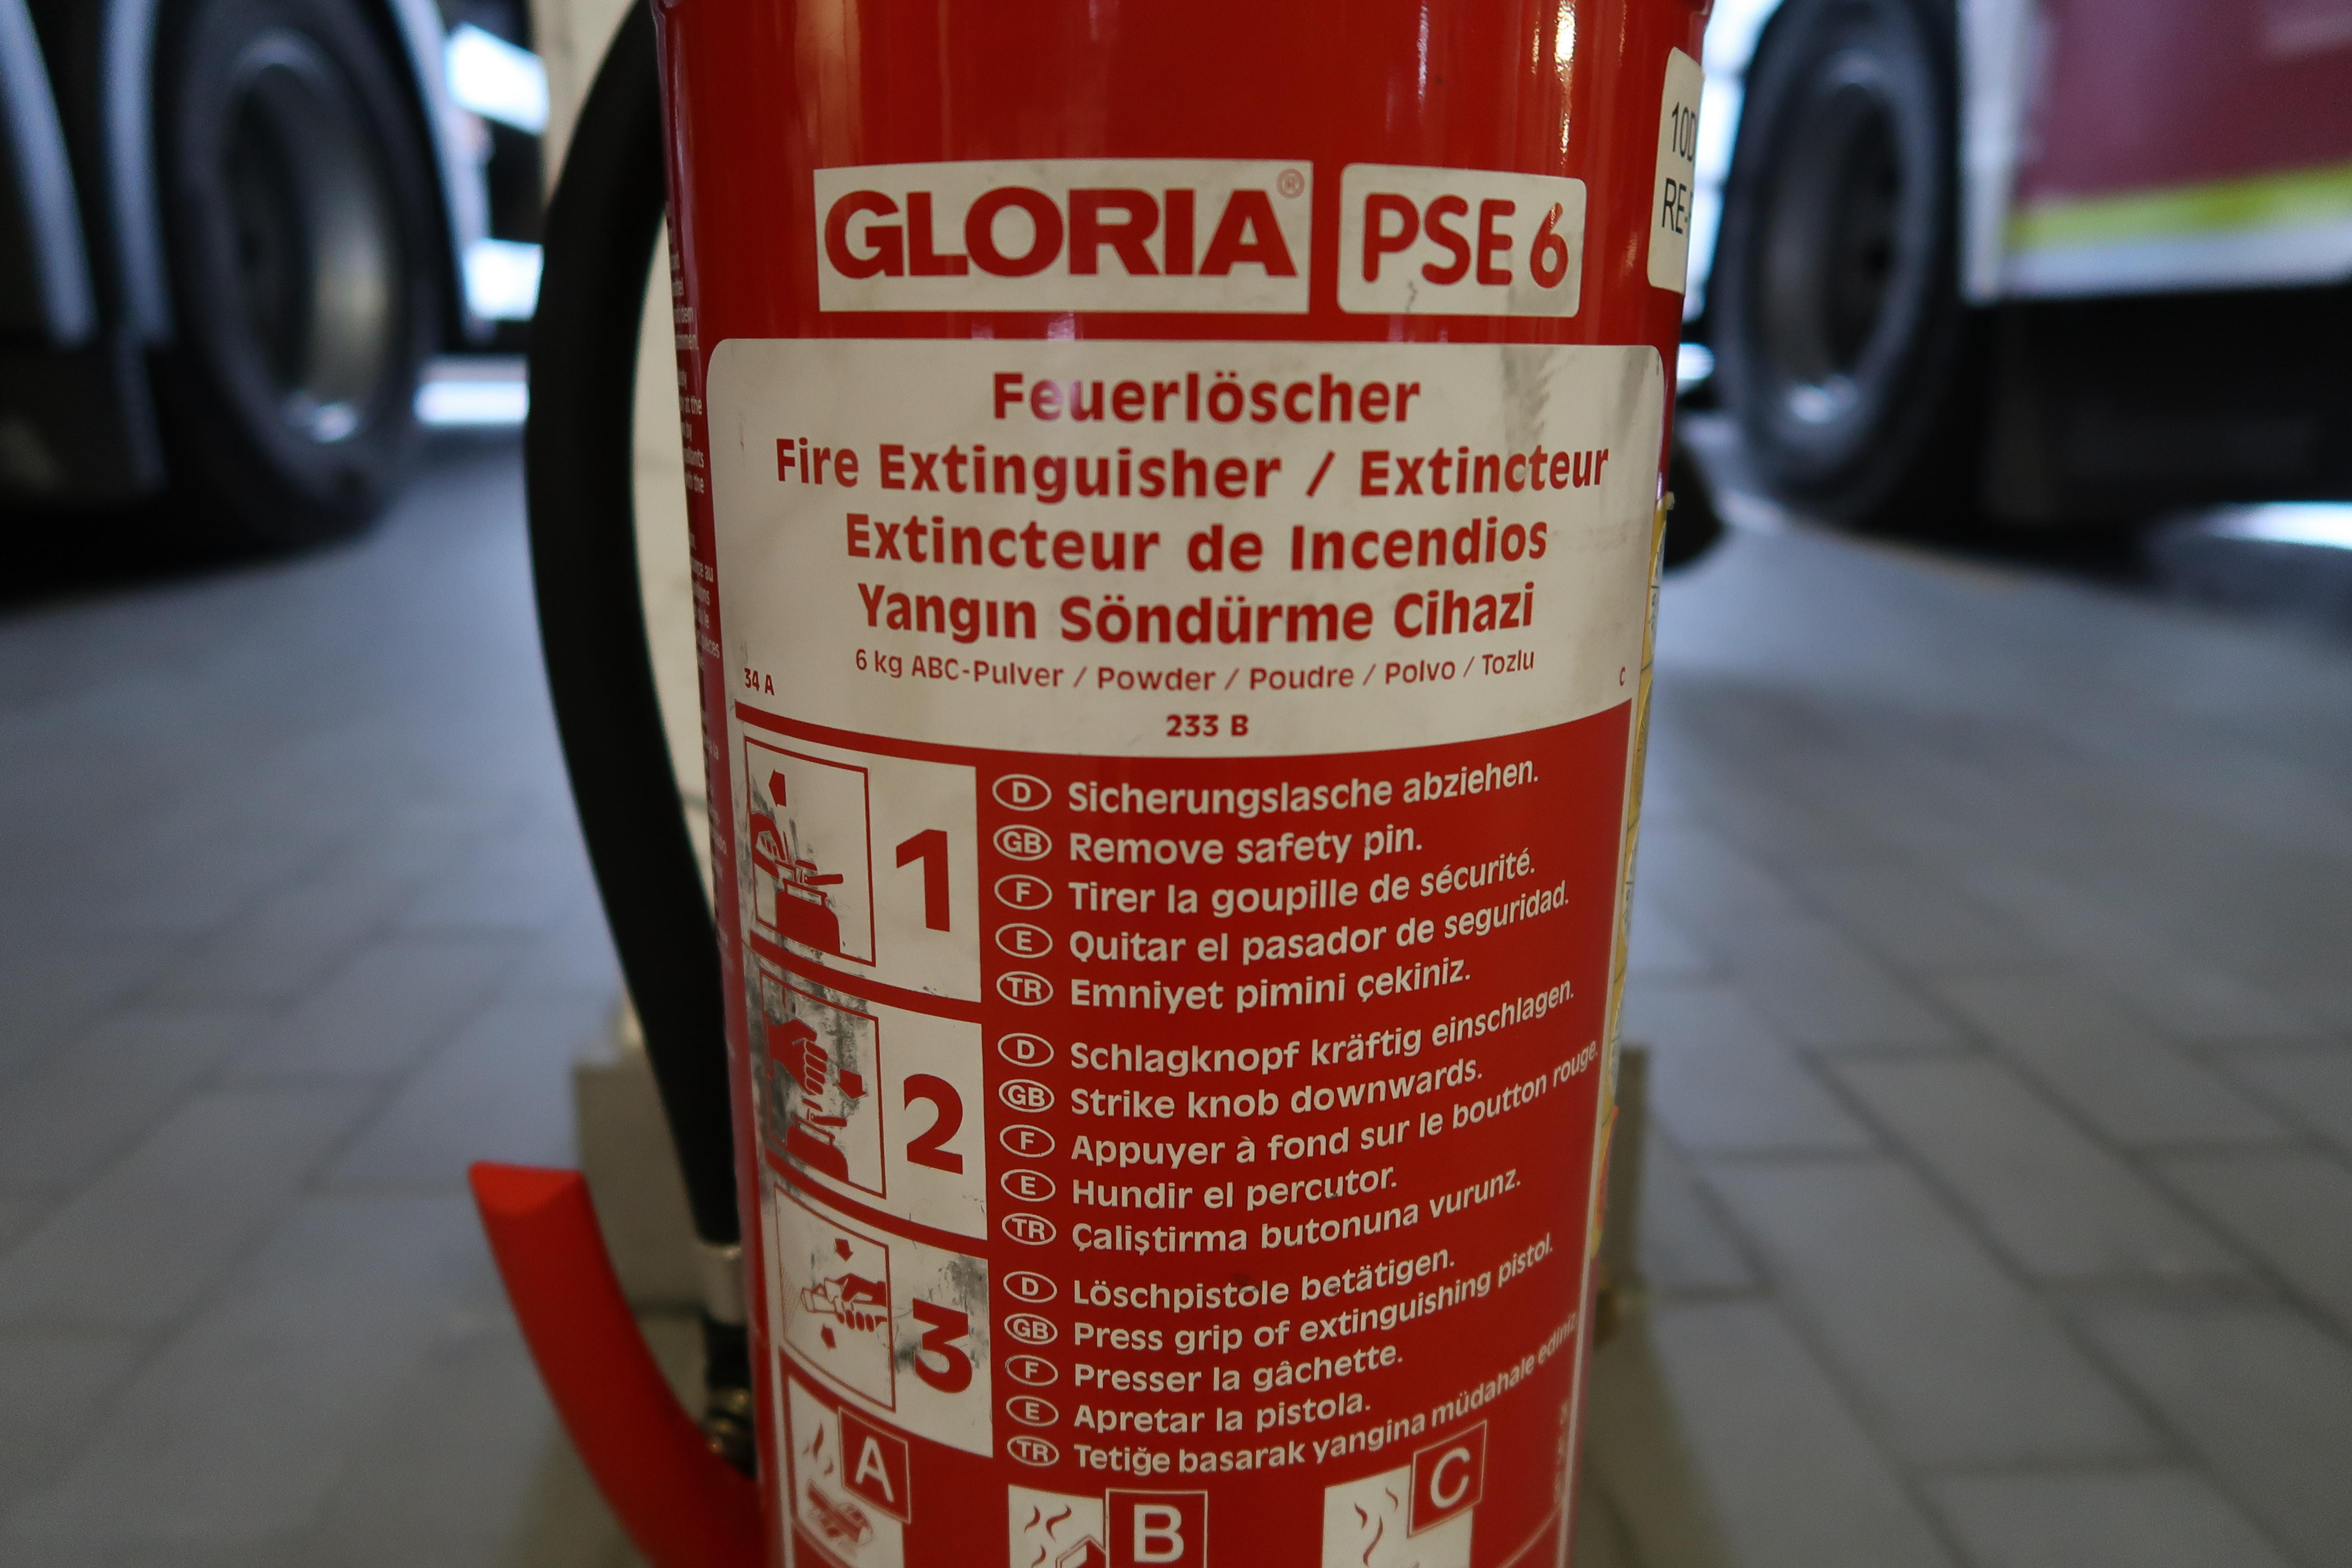 GLORIA® PSE 6
10D
RE-
Feuerlöscher
Fire Extinguisher / Extincteur
Extincteur de Incendios
Yangın Söndürme Cihazi
6 kg ABC-Pulver / Powder / Poudre / Polvo / Tozlu
34 A 233 B C
1
D Sicherungslasche abziehen.
GB Remove safety pin.
F Tirer la goupille de sécurité.
E Quitar el pasador de seguridad.
TR Emniyet pimini çekiniz.
2
D Schlagknopf kräftig einschlagen.
GB Strike knob downwards.
F Appuyer à fond sur le boutton rouge.
E Hundir el percutor.
TR Çaliştirma butonuna vurunz.
3
D Löschpistole betätigen.
GB Press grip of extinguishing pistol.
F Presser la gâchette.
E Apretar la pistola.
TR Tetiğe basarak yangina müdahale ediniz
A B C